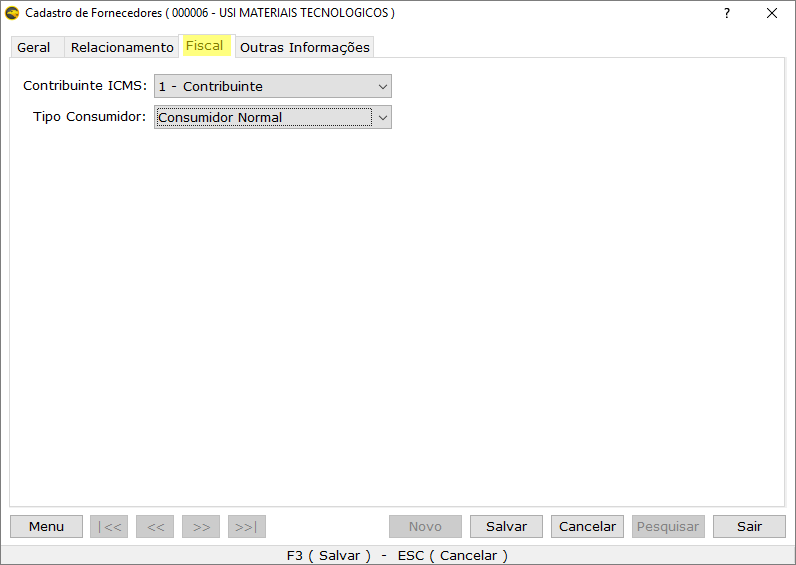 Cadastro de Fornecedores ( 000006 - USI MATERIAIS TECNOLOGICOS )    ?
Geral    Relacionamento    Fiscal    Outras Informações
Contribuinte ICMS:    1 - Contribuinte
Tipo Consumidor:    Consumidor Normal
Menu    |<<    <<    >>    >>|    Novo    Salvar    Cancelar    Pesquisar    Sair
F3 ( Salvar )  -  ESC ( Cancelar )